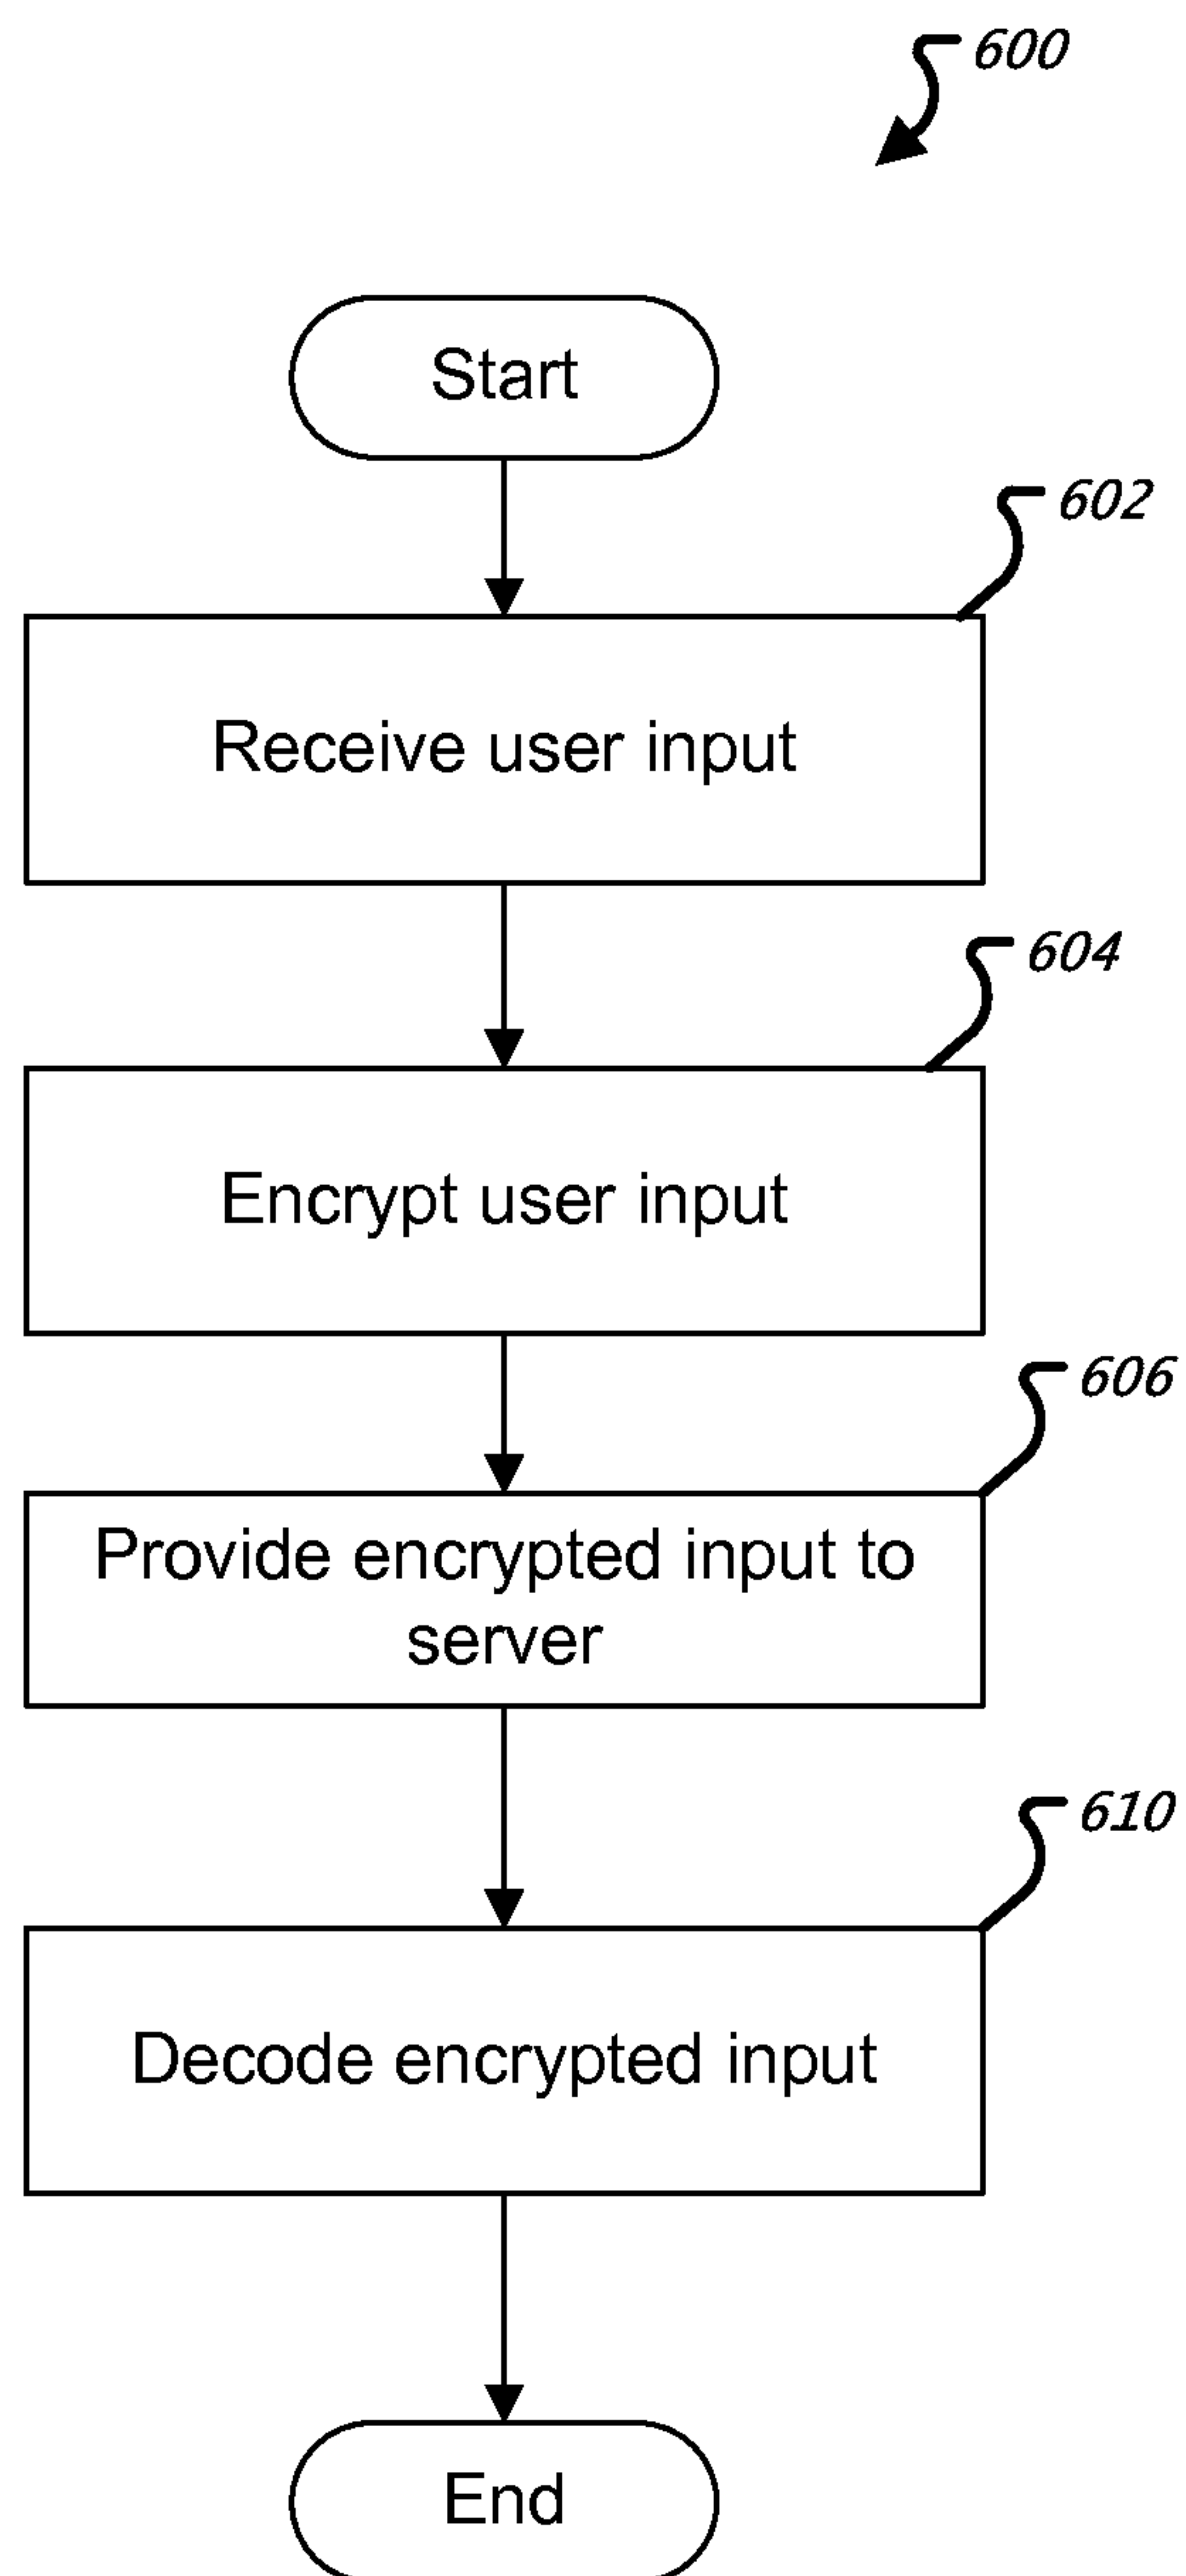 600
Start
602
Receive user input
604
Encrypt user input
606
Provide encrypted input to
server
610
Decode encrypted input
End